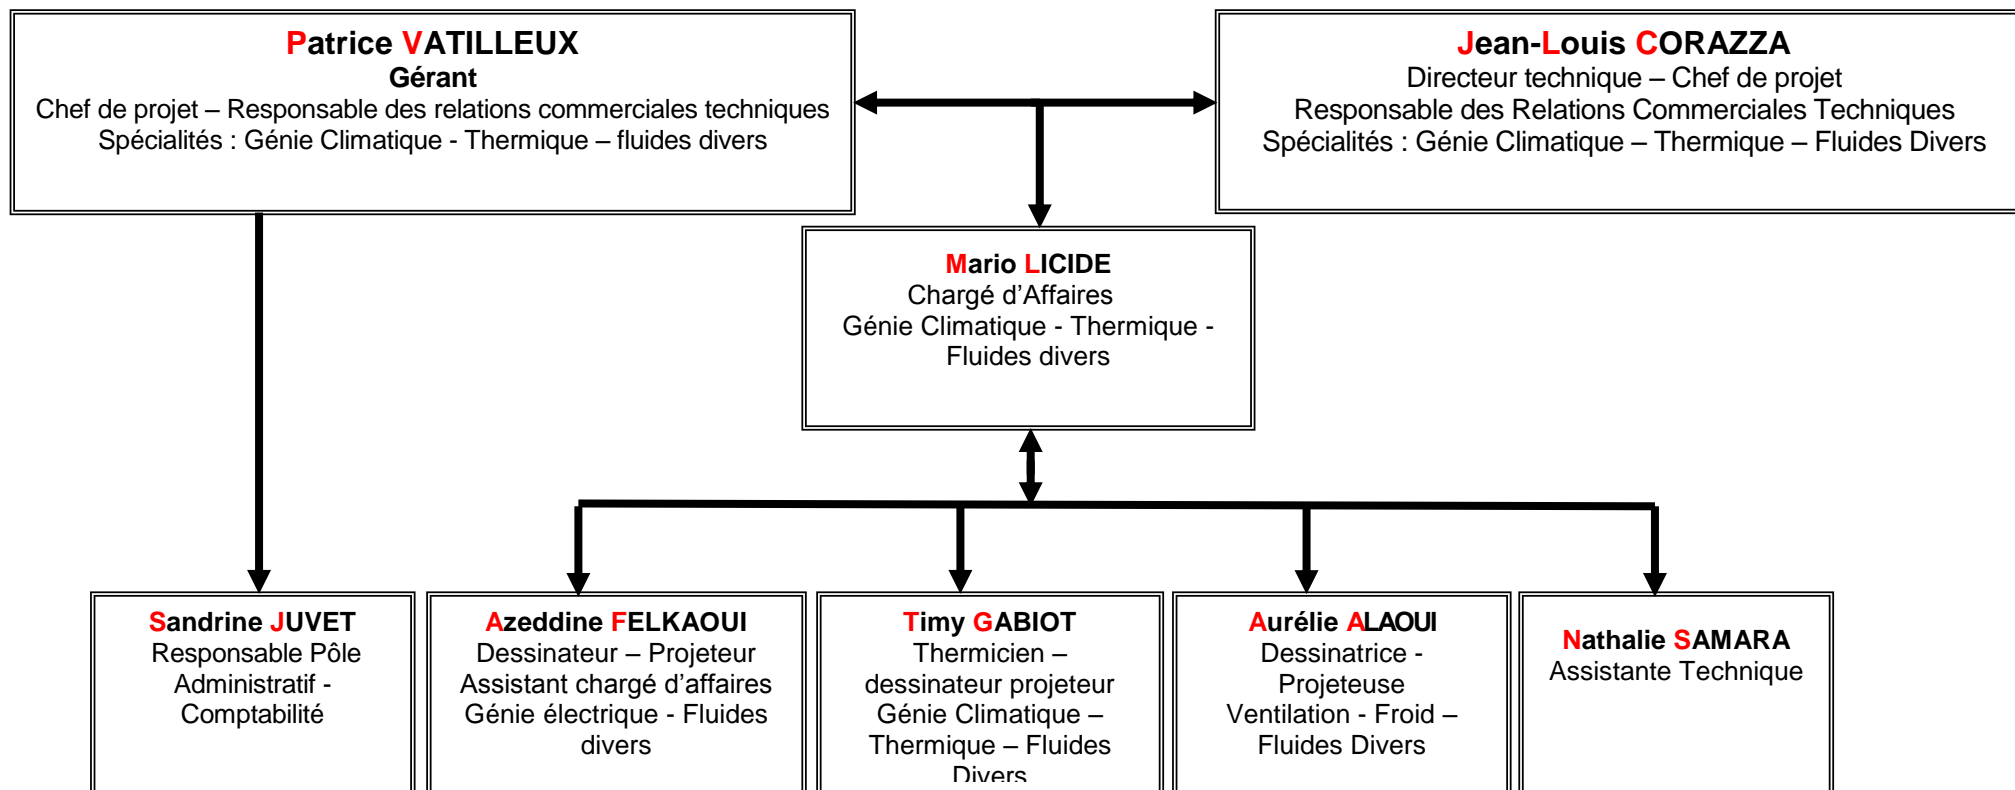 Patrice VATILLEUX
Gérant
Chef de projet – Responsable des relations commerciales techniques
Spécialités : Génie Climatique - Thermique – fluides divers
Jean-Louis CORAZZA
Directeur technique – Chef de projet
Responsable des Relations Commerciales Techniques
Spécialités : Génie Climatique – Thermique – Fluides Divers
Mario LICIDE
Chargé d’Affaires
Génie Climatique - Thermique -
Fluides divers
Sandrine JUVET
Responsable Pôle
Administratif -
Comptabilité
Azeddine FELKAOUI
Dessinateur – Projeteur
Assistant chargé d’affaires
Génie électrique - Fluides
divers
Timy GABIOT
Thermicien –
dessinateur projeteur
Génie Climatique –
Thermique – Fluides
Divers
Aurélie ALAOUI
Dessinatrice -
Projeteuse
Ventilation - Froid –
Fluides Divers
Nathalie SAMARA
Assistante Technique